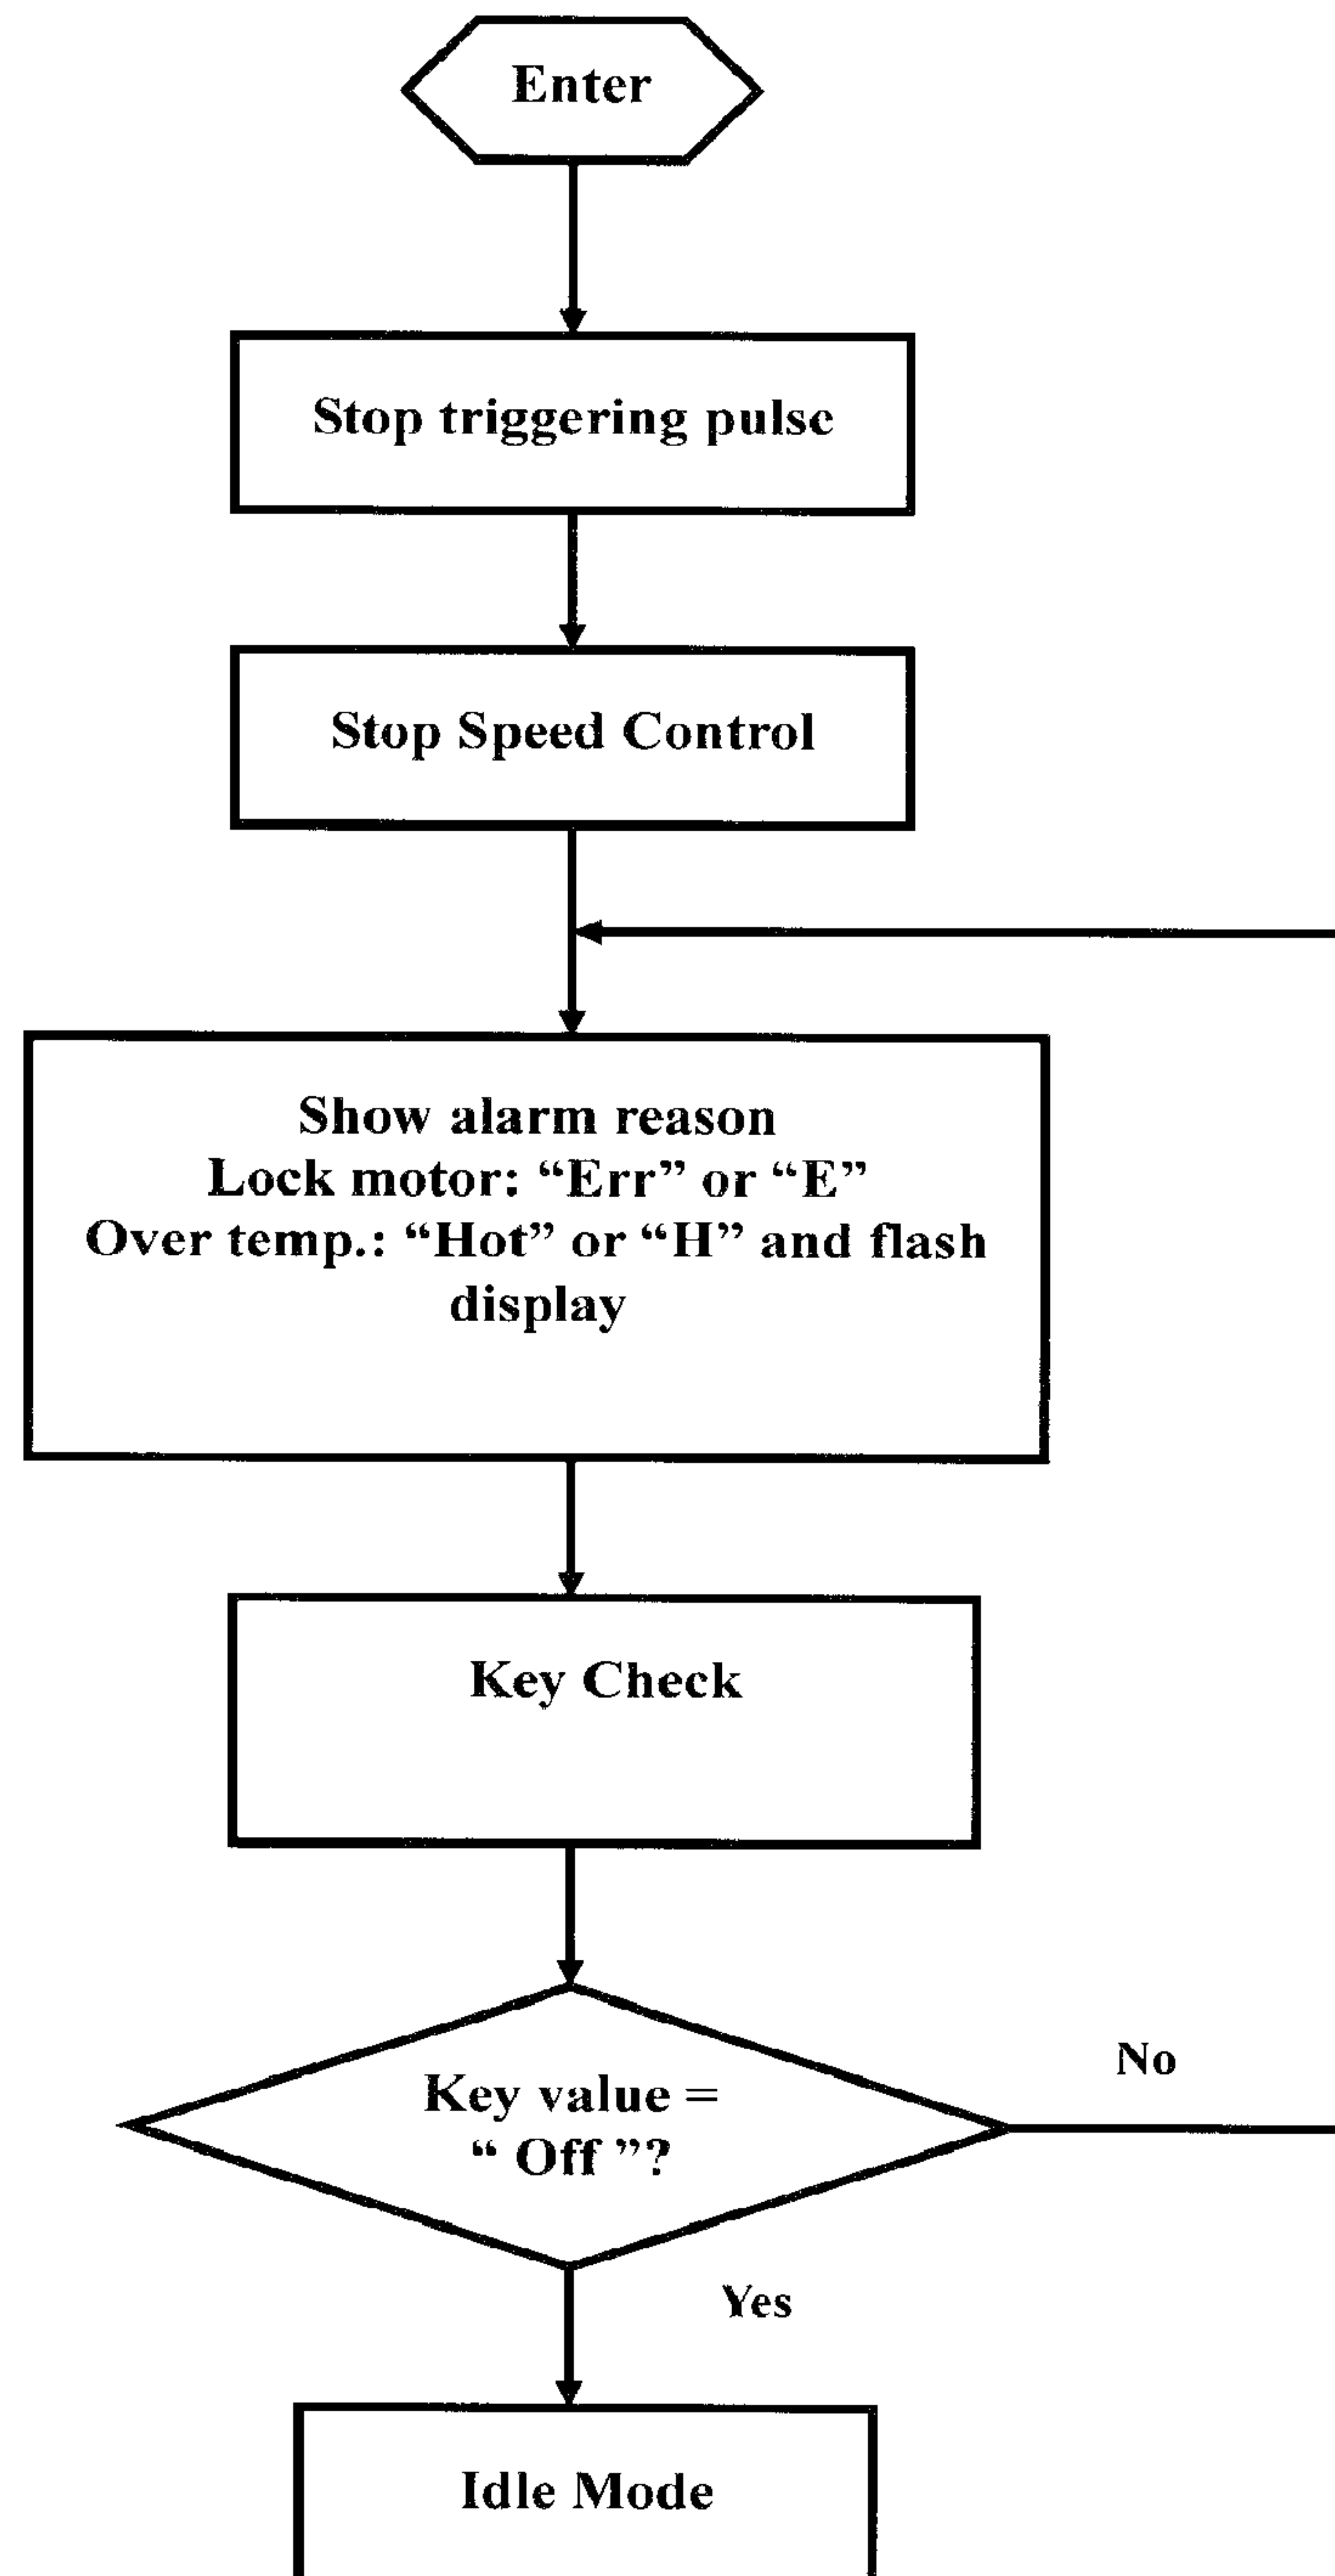 Enter
Stop triggering pulse
Stop Speed Control
Show alarm reason
Lock motor: “Err” or “E”
Over temp.: “Hot” or “H” and flash
display
Key Check
Key value =
“ Off ”?
No
Yes
Idle Mode